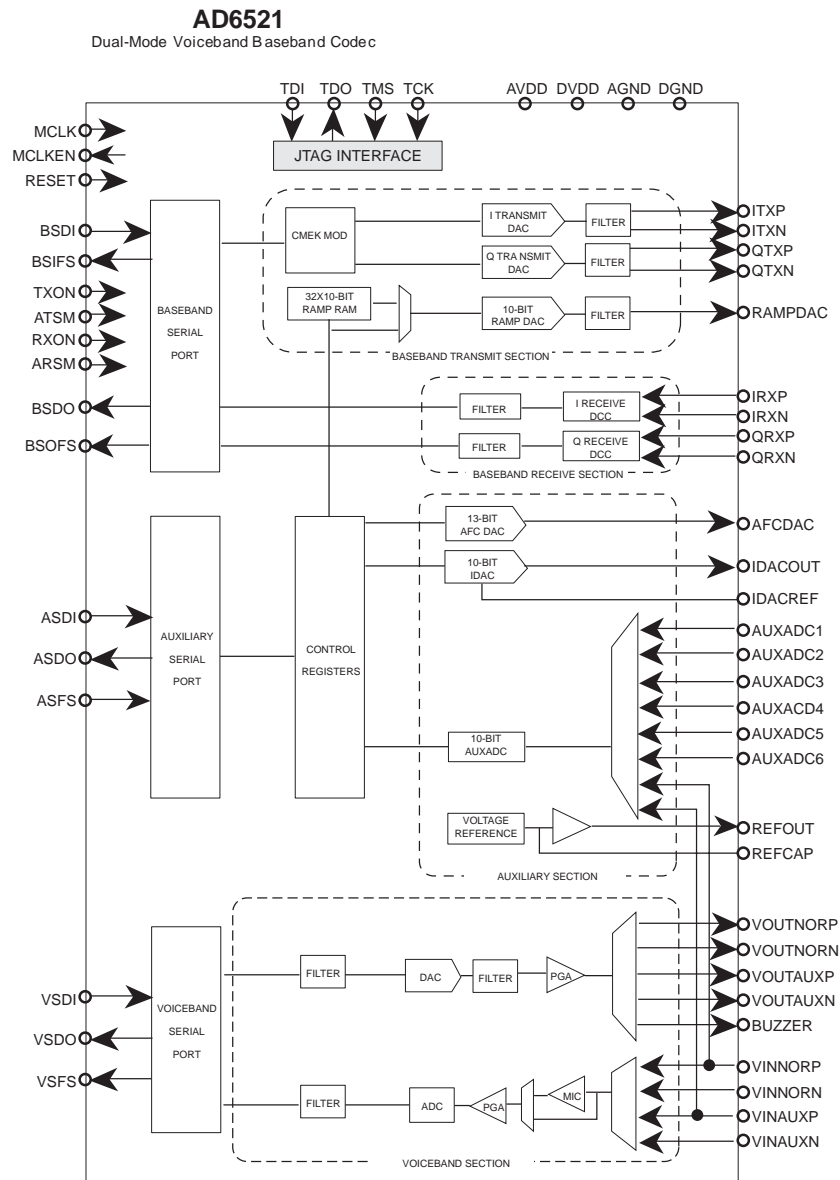 AD6521
Dual-Mode Voiceband Baseband Codec
TDI TDO TMS TCK AVDD DVDD AGND DGND
MCLK
MCLKEN
RESET
JTAG INTERFACE
BSDI
BSIFS
TXON
ATSM
RXON
ARSM
BSDO
BSOFS
BASEBAND
SERIAL
PORT
CMEK MOD
I TRANSMIT
DAC
FILTER
Q TRA NSMIT
DAC
FILTER
32X10-BIT
RAMP RAM
10-BIT
RAMP DAC
FILTER
BASEBAND TRANSMIT SECTION
ITXP
ITXN
QTXP
QTXN
RAMPDAC
FILTER
I RECEIVE
DCC
FILTER
Q RECEIVE
DCC
BASEBAND RECEIVE SECTION
IRXP
IRXN
QRXP
QRXN
ASDI
ASDO
ASFS
AUXILIARY
SERIAL
PORT
CONTROL
REGISTERS
13-BIT
AFC DAC
10-BIT
IDAC
10-BIT
AUXADC
VOLTAGE
REFERENCE
AUXILIARY SECTION
AFCDAC
IDACOUT
IDACREF
AUXADC1
AUXADC2
AUXADC3
AUXACD4
AUXADC5
AUXADC6
REFOUT
REFCAP
VSDI
VSDO
VSFS
VOICEBAND
SERIAL
PORT
FILTER
DAC
FILTER
PGA
FILTER
ADC
PGA
MIC
VOICEBAND SECTION
VOUTNORP
VOUTNORN
VOUTAUXP
VOUTAUXN
BUZZER
VINNORP
VINNORN
VINAUXP
VINAUXN